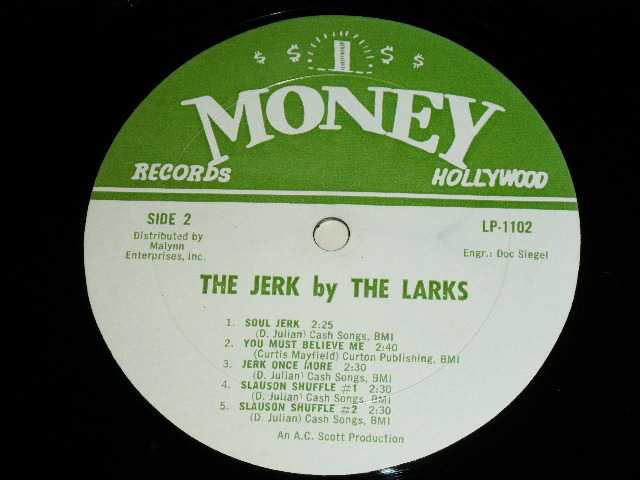 $ $ 1 $ $
MONEY
RECORDS HOLLYWOOD
SIDE 2 LP-1102
Distributed by
Malynn
Enterprises, Inc.
Engr.: Doc Siegel
THE JERK by THE LARKS
1. SOUL JERK 2:25
(D. Julian) Cash Songs, BMI
2. YOU MUST BELIEVE ME 2:40
(Curtis Mayfield) Curton Publishing, BMI
3. JERK ONCE MORE 2:30
(D. Julian) Cash Songs, BMI
4. SLAUSON SHUFFLE #1 2:30
(D. Julian) Cash Songs, BMI
5. SLAUSON SHUFFLE #2 2:30
(D. Julian) Cash Songs, BMI
An A.C. Scott Production